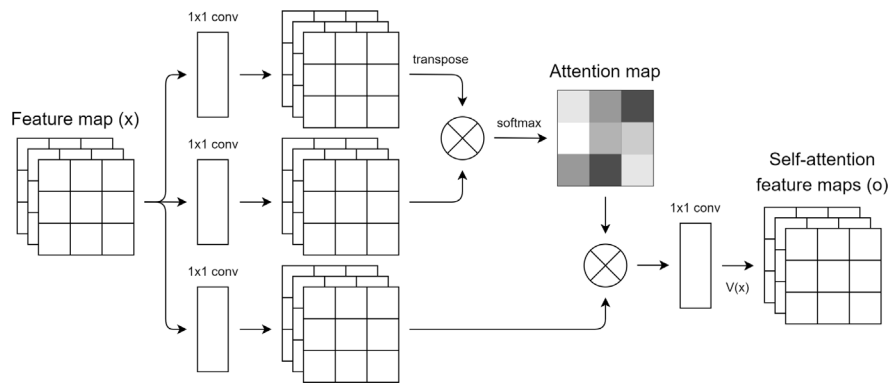 1x1 conv
transpose
Attention map
Feature map (x)
softmax
1x1 conv
Self-attention
feature maps (o)
1x1 conv
1x1 conv
V(x)